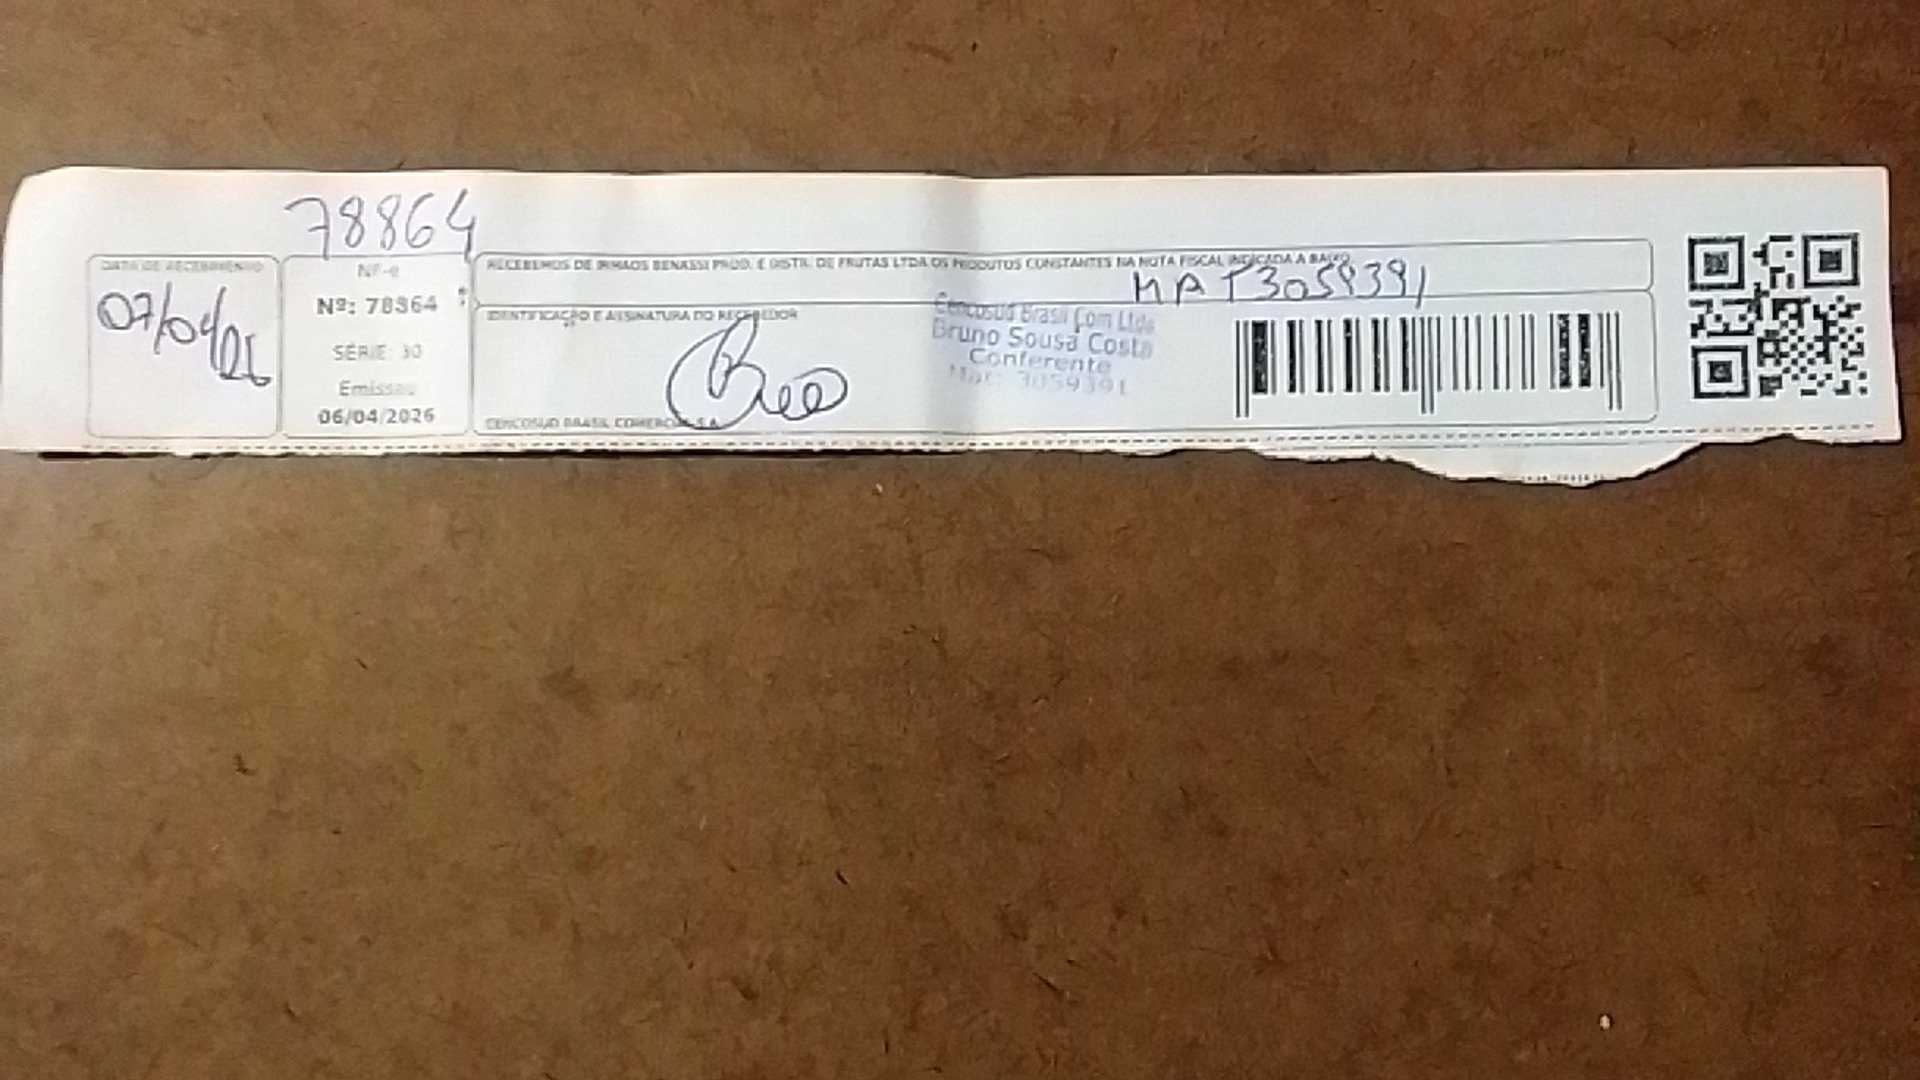 78864
DATA DE RECEBIMENTO
07/04/26
NF-e
Nº: 78864
SÉRIE: 30
Emissao
06/04/2026
RECEBEMOS DE IRMAOS BENASSI PROD. E DISTR. DE FRUTAS LTDA OS PRODUTOS CONSTANTES NA NOTA FISCAL INDICADA A BAIXO
MAT 3059391
IDENTIFICAÇÃO E ASSINATURA DO RECEBEDOR
Cencosud Brasil Com Ltda
Bruno Sousa Costa
Conferente
Mat: 3059391
CENCOSUD BRASIL COMERCIAL S.A